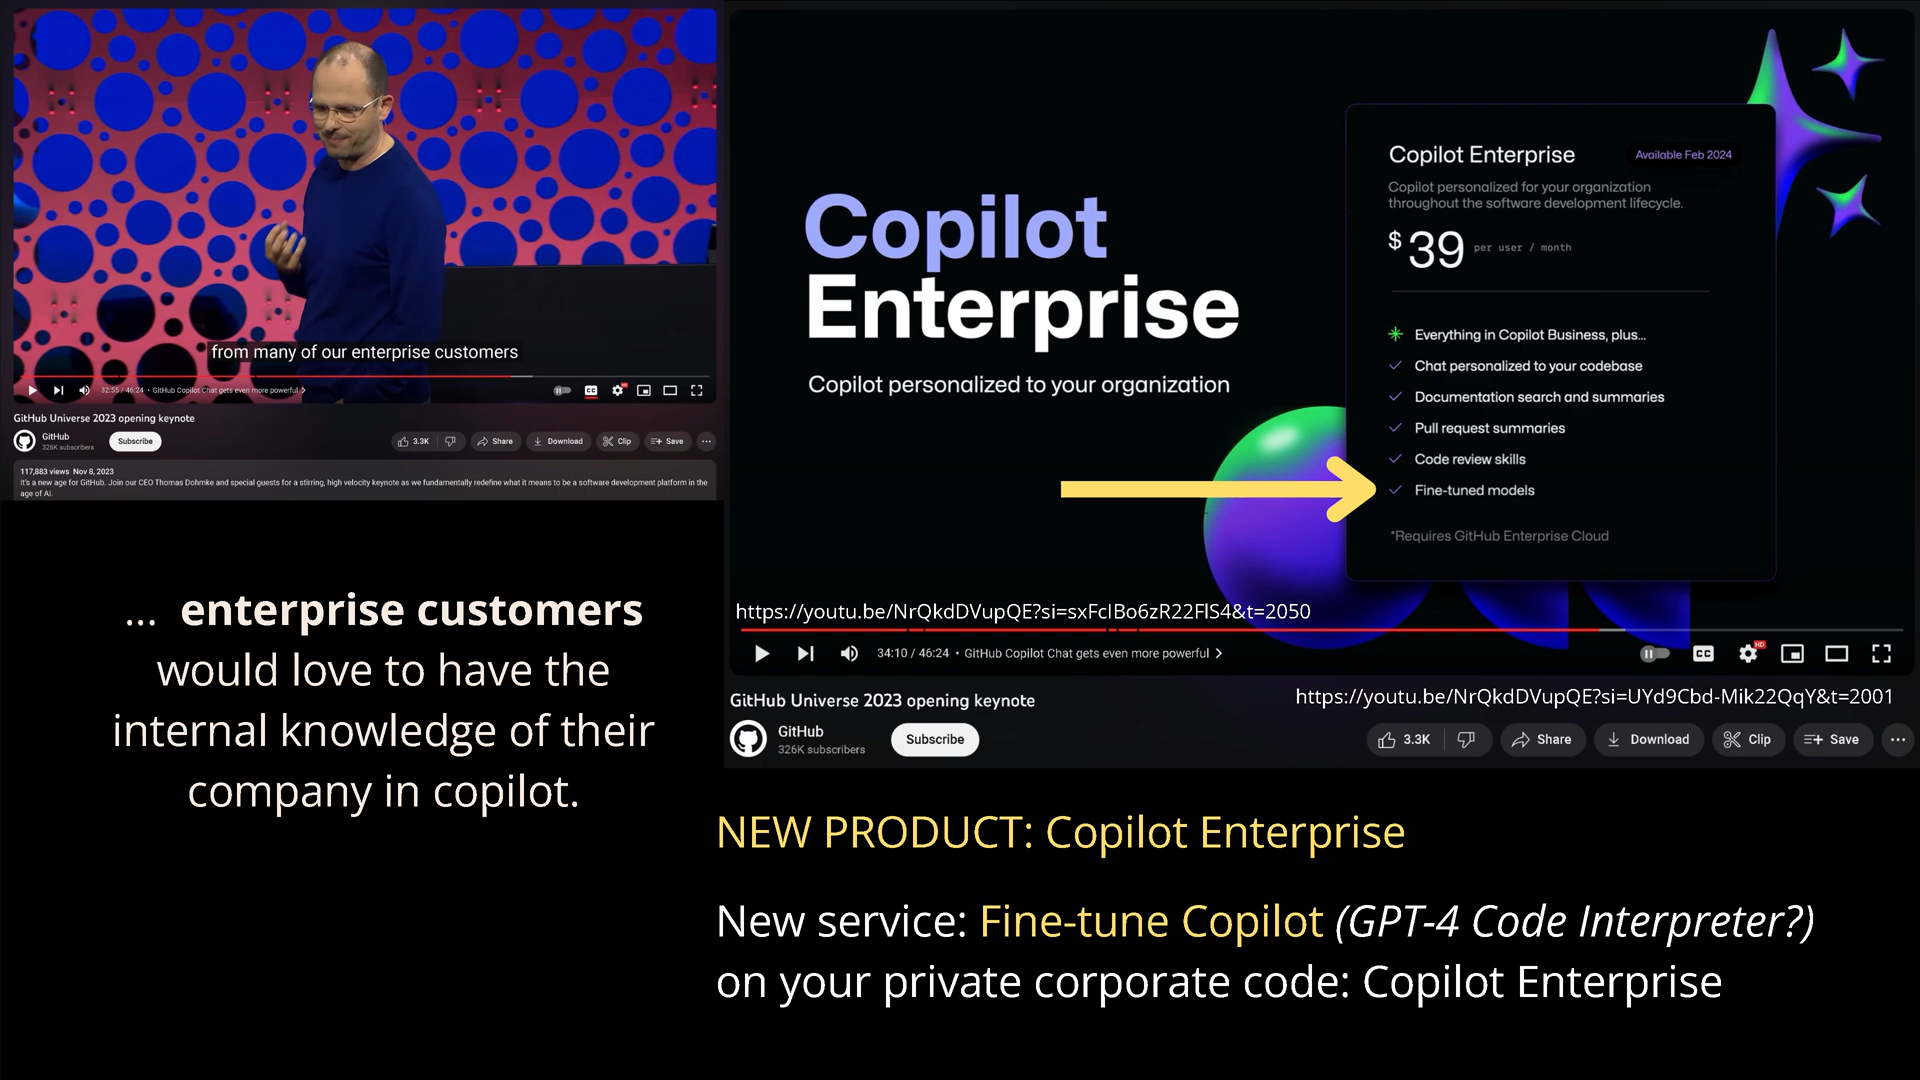 from many of our enterprise customers
32:55 / 46:24 • GitHub Copilot Chat gets even more powerful >
CC
HD
GitHub Universe 2023 opening keynote
GitHub
326K subscribers
Subscribe
3.3K
Share
Download
Clip
Save
117,883 views Nov 8, 2023
It's a new age for GitHub. Join our CEO Thomas Dohmke and special guests for a stirring, high velocity keynote as we fundamentally redefine what it means to be a software development platform in the
age of AI.
... enterprise customers
would love to have the
internal knowledge of their
company in copilot.
Copilot
Enterprise
Copilot personalized to your organization
Copilot Enterprise
Available Feb 2024
Copilot personalized for your organization
throughout the software development lifecycle.
$39 per user / month
Everything in Copilot Business, plus...
Chat personalized to your codebase
Documentation search and summaries
Pull request summaries
Code review skills
Fine-tuned models
*Requires GitHub Enterprise Cloud
https://youtu.be/NrQkdDVupQE?si=sxFcIBo6zR22FlS4&t=2050
34:10 / 46:24 • GitHub Copilot Chat gets even more powerful >
CC
HD
GitHub Universe 2023 opening keynote
https://youtu.be/NrQkdDVupQE?si=UYd9Cbd-Mik22QqY&t=2001
GitHub
326K subscribers
Subscribe
3.3K
Share
Download
Clip
Save
NEW PRODUCT: Copilot Enterprise
New service: Fine-tune Copilot (GPT-4 Code Interpreter?)
on your private corporate code: Copilot Enterprise